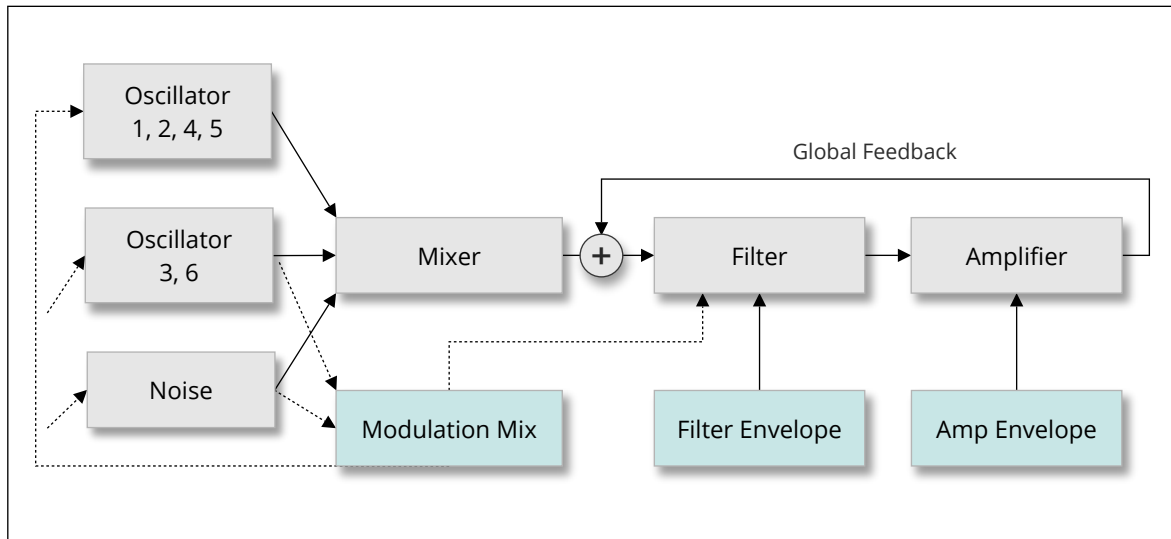 Oscillator
1, 2, 4, 5
Global Feedback
Oscillator
3, 6
Mixer
+
Filter
Amplifier
Noise
Modulation Mix
Filter Envelope
Amp Envelope